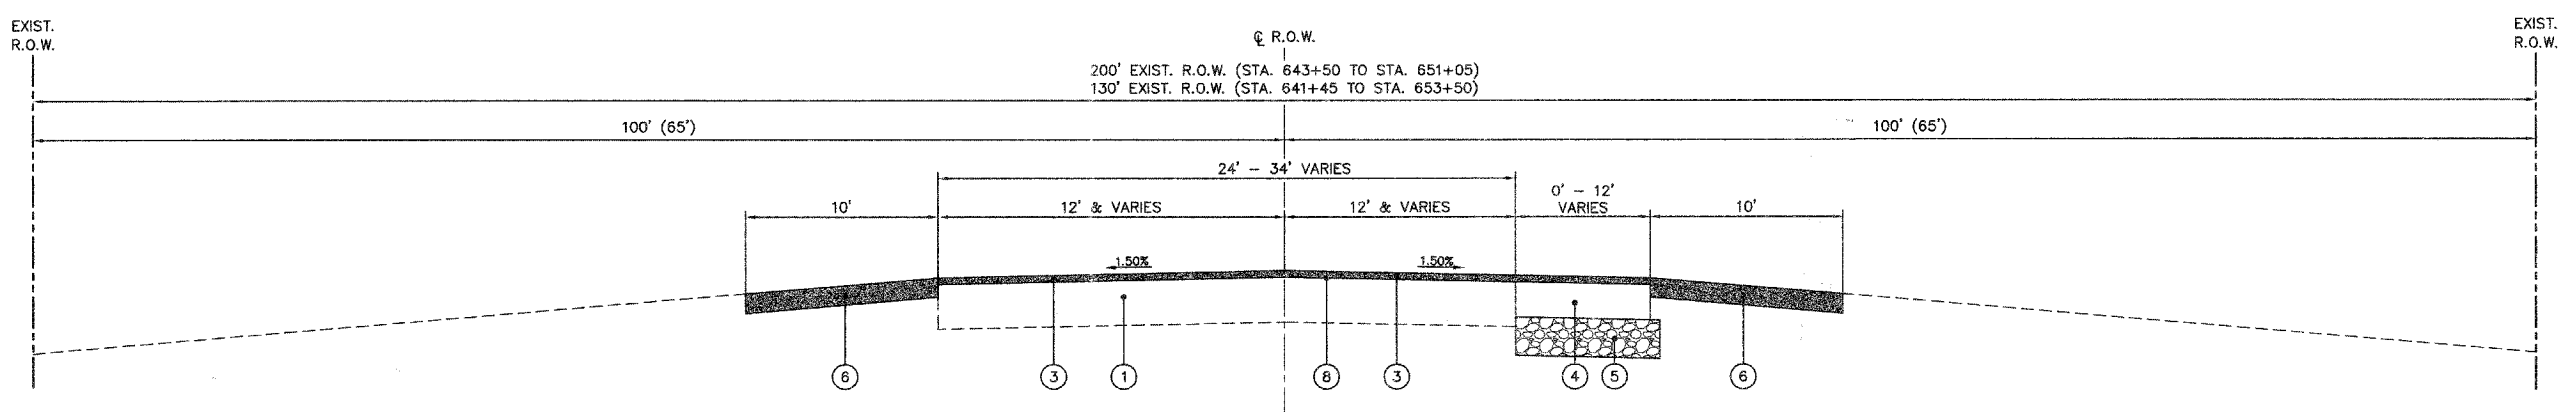 EXIST.
R.O.W.
EXIST.
R.O.W.
℄ R.O.W.
200' EXIST. R.O.W. (STA. 643+50 TO STA. 651+05)
130' EXIST. R.O.W. (STA. 641+45 TO STA. 653+50)
100' (65')
100' (65')
24' – 34' VARIES
0' – 12'
VARIES
10'
12' & VARIES
12' & VARIES
10'
1.50%
1.50%
6
3
1
8
3
4
5
6